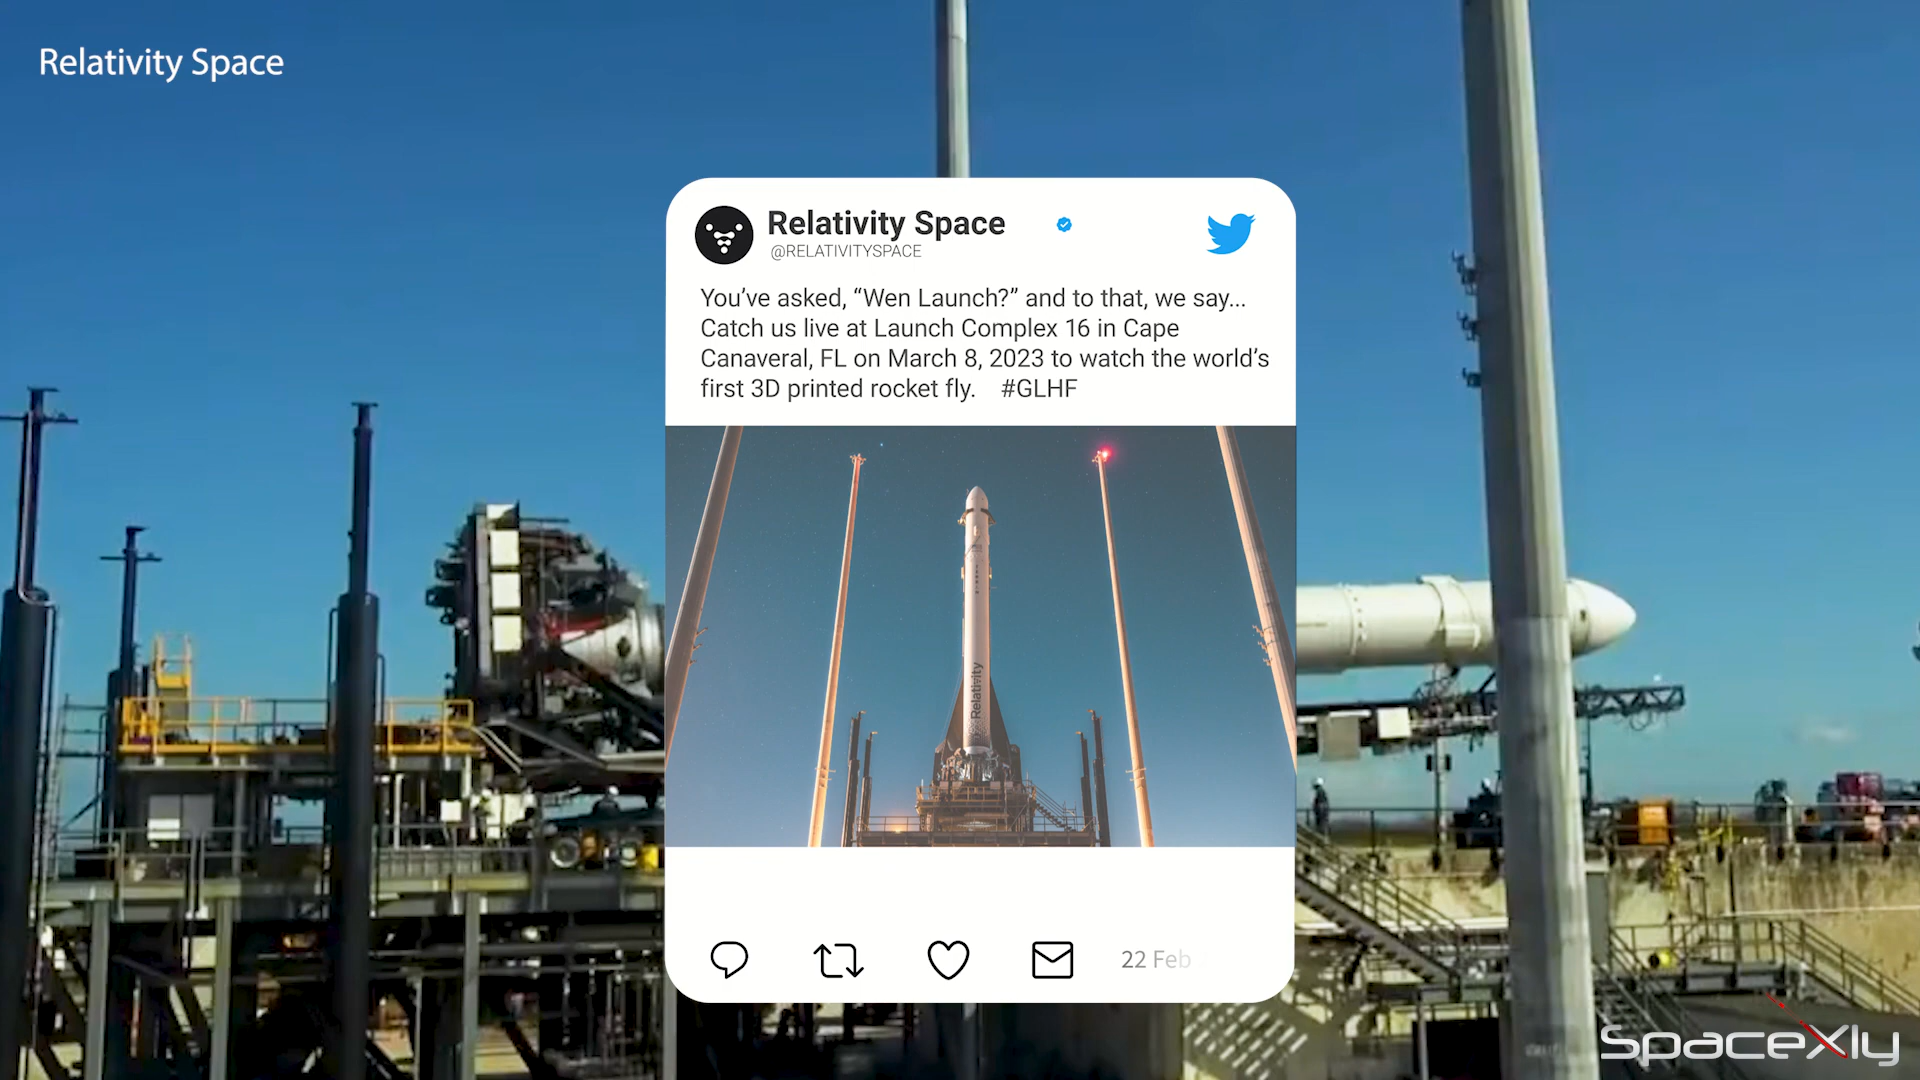 Relativity Space
Relativity Space
@RELATIVITYSPACE
You’ve asked, “Wen Launch?” and to that, we say...
Catch us live at Launch Complex 16 in Cape
Canaveral, FL on March 8, 2023 to watch the world’s
first 3D printed rocket fly. #GLHF
Relativity
22 Feb
SpaceXly